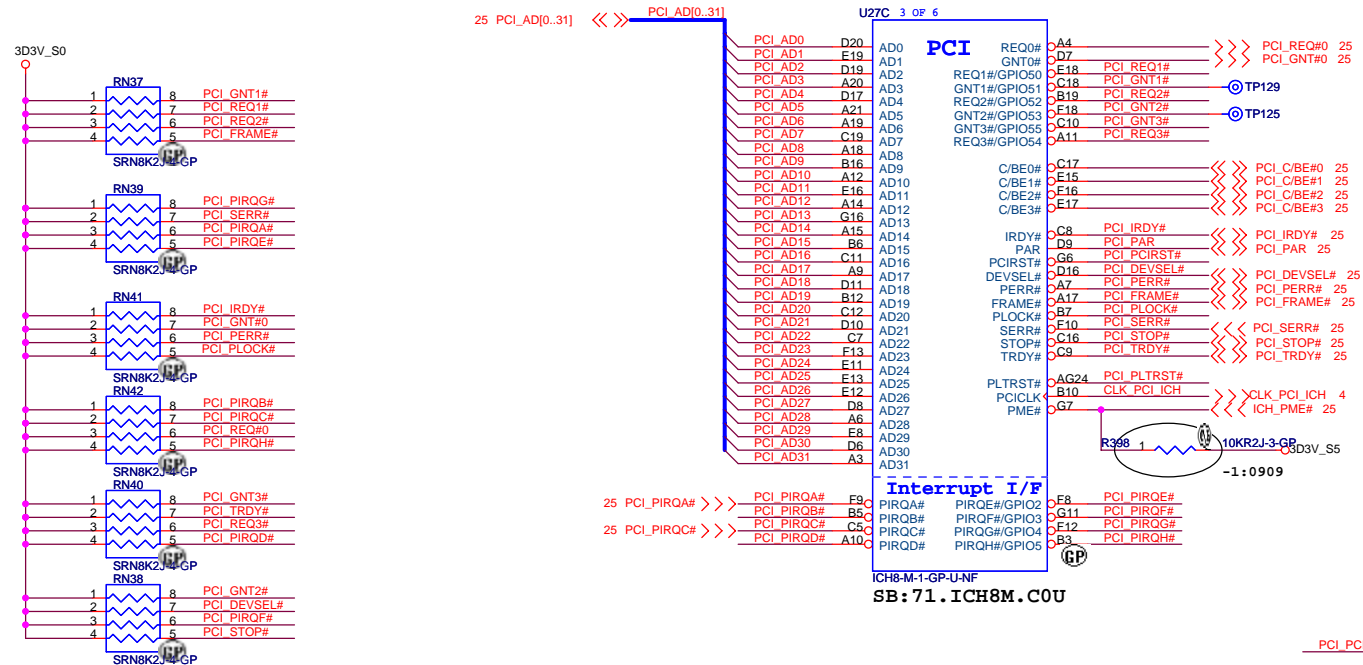 3D3V_S0
RN37
1 8 PCI_GNT1#
2 7 PCI_REQ1#
3 6 PCI_REQ2#
4 5 PCI_FRAME#
SRN8K2J-4-GP
GP
RN39
1 8 PCI_PIRQG#
2 7 PCI_SERR#
3 6 PCI_PIRQA#
4 5 PCI_PIRQE#
SRN8K2J-4-GP
GP
RN41
1 8 PCI_IRDY#
2 7 PCI_GNT#0
3 6 PCI_PERR#
4 5 PCI_PLOCK#
SRN8K2J-4-GP
GP
RN42
1 8 PCI_PIRQB#
2 7 PCI_PIRQC#
3 6 PCI_REQ#0
4 5 PCI_PIRQH#
SRN8K2J-4-GP
GP
RN40
1 8 PCI_GNT3#
2 7 PCI_TRDY#
3 6 PCI_REQ3#
4 5 PCI_PIRQD#
SRN8K2J-4-GP
GP
RN38
1 8 PCI_GNT2#
2 7 PCI_DEVSEL#
3 6 PCI_PIRQF#
4 5 PCI_STOP#
SRN8K2J-4-GP
GP
25 PCI_AD[0..31] PCI_AD[0..31]
U27C 3 OF 6
PCI
PCI_AD0 D20 AD0
PCI_AD1 E19 AD1
PCI_AD2 D19 AD2
PCI_AD3 A20 AD3
PCI_AD4 D17 AD4
PCI_AD5 A21 AD5
PCI_AD6 A19 AD6
PCI_AD7 C19 AD7
PCI_AD8 A18 AD8
PCI_AD9 B16 AD9
PCI_AD10 A12 AD10
PCI_AD11 E16 AD11
PCI_AD12 A14 AD12
PCI_AD13 G16 AD13
PCI_AD14 A15 AD14
PCI_AD15 B6 AD15
PCI_AD16 C11 AD16
PCI_AD17 A9 AD17
PCI_AD18 D11 AD18
PCI_AD19 B12 AD19
PCI_AD20 C12 AD20
PCI_AD21 D10 AD21
PCI_AD22 C7 AD22
PCI_AD23 F13 AD23
PCI_AD24 E11 AD24
PCI_AD25 E13 AD25
PCI_AD26 E12 AD26
PCI_AD27 D8 AD27
PCI_AD28 A6 AD28
PCI_AD29 E8 AD29
PCI_AD30 D6 AD30
PCI_AD31 A3 AD31
REQ0# A4 PCI_REQ#0 25
GNT0# D7 PCI_GNT#0 25
REQ1#/GPIO50 E18 PCI_REQ1#
GNT1#/GPIO51 C18 PCI_GNT1# TP129
REQ2#/GPIO52 B19 PCI_REQ2#
GNT2#/GPIO53 F18 PCI_GNT2# TP125
GNT3#/GPIO55 C10 PCI_GNT3#
REQ3#/GPIO54 A11 PCI_REQ3#
C/BE0# C17 PCI_C/BE#0 25
C/BE1# E15 PCI_C/BE#1 25
C/BE2# F16 PCI_C/BE#2 25
C/BE3# E17 PCI_C/BE#3 25
IRDY# C8 PCI_IRDY# PCI_IRDY# 25
PAR D9 PCI_PAR PCI_PAR 25
PCIRST# G6 PCI_PCIRST#
DEVSEL# D16 PCI_DEVSEL# PCI_DEVSEL# 25
PERR# A7 PCI_PERR# PCI_PERR# 25
FRAME# A17 PCI_FRAME# PCI_FRAME# 25
PLOCK# B7 PCI_PLOCK#
SERR# F10 PCI_SERR# PCI_SERR# 25
STOP# C16 PCI_STOP# PCI_STOP# 25
TRDY# C9 PCI_TRDY# PCI_TRDY# 25
PLTRST# AG24 PCI_PLTRST#
PCICLK B10 CLK_PCI_ICH CLK_PCI_ICH 4
PME# G7 ICH_PME# 25
R398 1 10KR2J-3-GP 3D3V_S5
-1:0909
Interrupt I/F
25 PCI_PIRQA# PCI_PIRQA# F9 PIRQA#
PCI_PIRQB# B5 PIRQB#
25 PCI_PIRQC# PCI_PIRQC# C5 PIRQC#
PCI_PIRQD# A10 PIRQD#
PIRQE#/GPIO2 F8 PCI_PIRQE#
PIRQF#/GPIO3 G11 PCI_PIRQF#
PIRQG#/GPIO4 F12 PCI_PIRQG#
PIRQH#/GPIO5 B3 PCI_PIRQH#
GP
ICH8-M-1-GP-U-NF
SB:71.ICH8M.C0U